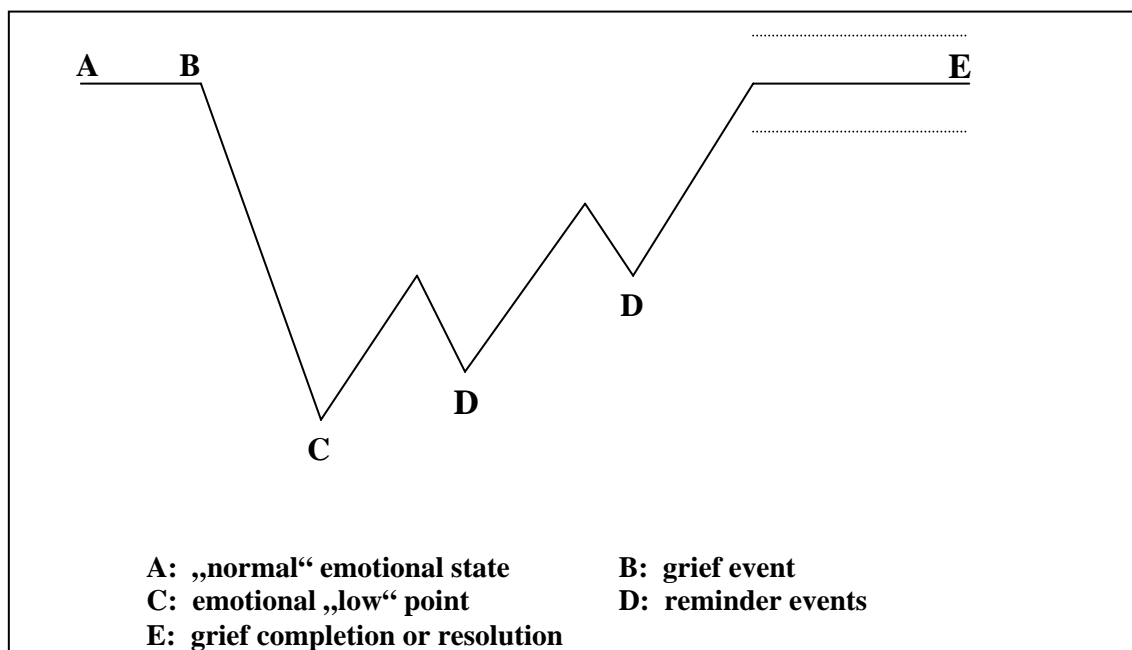 A B E
D
D
C
A: „normal“ emotional state B: grief event
C: emotional „low“ point D: reminder events
E: grief completion or resolution